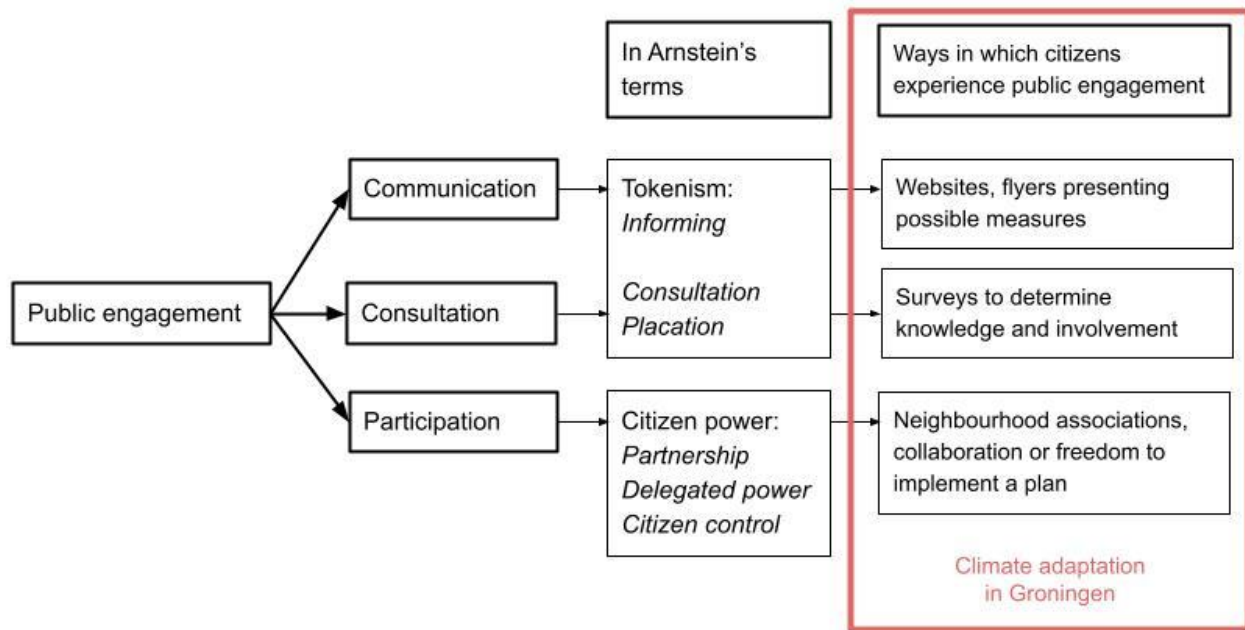 In Arnstein's
terms
Ways in which citizens
experience public engagement
Public engagement
Communication
Consultation
Participation
Tokenism:
Informing
Consultation
Placation
Citizen power:
Partnership
Delegated power
Citizen control
Websites, flyers presenting
possible measures
Surveys to determine
knowledge and involvement
Neighbourhood associations,
collaboration or freedom to
implement a plan
Climate adaptation
in Groningen